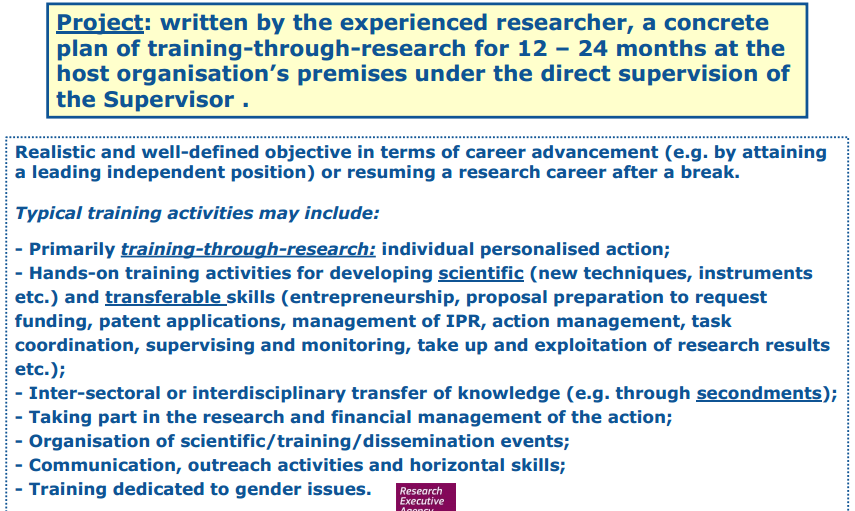 Project: written by the experienced researcher, a concrete
plan of training-through-research for 12 – 24 months at the
host organisation’s premises under the direct supervision of
the Supervisor .
Realistic and well-defined objective in terms of career advancement (e.g. by attaining
a leading independent position) or resuming a research career after a break.
Typical training activities may include:
- Primarily training-through-research: individual personalised action;
- Hands-on training activities for developing scientific (new techniques, instruments
etc.) and transferable skills (entrepreneurship, proposal preparation to request
funding, patent applications, management of IPR, action management, task
coordination, supervising and monitoring, take up and exploitation of research results
etc.);
- Inter-sectoral or interdisciplinary transfer of knowledge (e.g. through secondments);
- Taking part in the research and financial management of the action;
- Organisation of scientific/training/dissemination events;
- Communication, outreach activities and horizontal skills;
- Training dedicated to gender issues.
Research
Executive
Agency